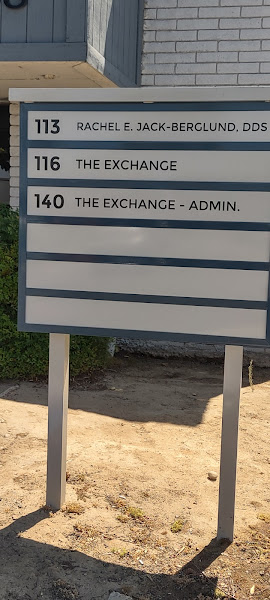 113 RACHEL E. JACK-BERGLUND, DDS
116 THE EXCHANGE
140 THE EXCHANGE - ADMIN.